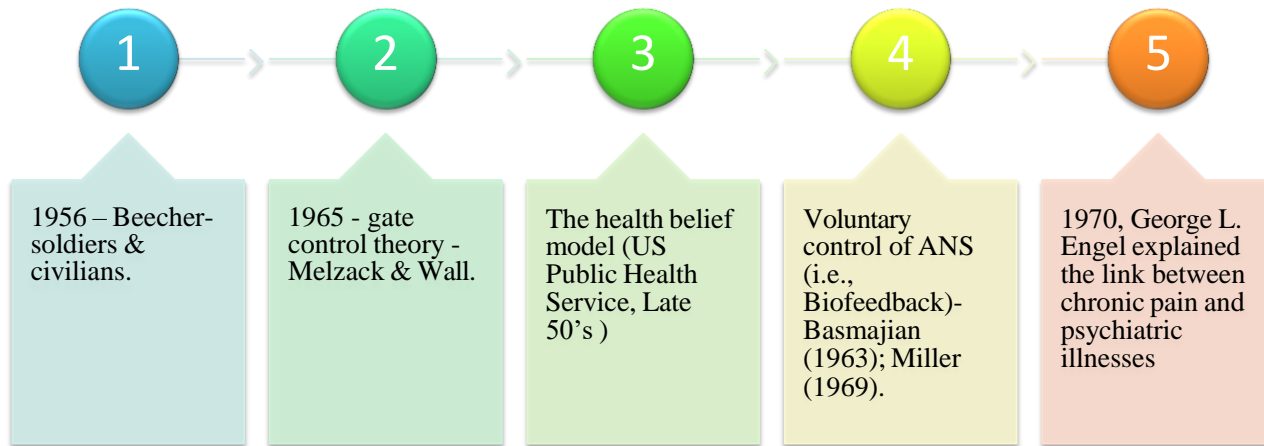 1
2
3
4
5
1956 – Beecher-
soldiers &
civilians.
1965 - gate
control theory -
Melzack & Wall.
The health belief
model (US
Public Health
Service, Late
50’s )
Voluntary
control of ANS
(i.e.,
Biofeedback)-
Basmajian
(1963); Miller
(1969).
1970, George L.
Engel explained
the link between
chronic pain and
psychiatric
illnesses